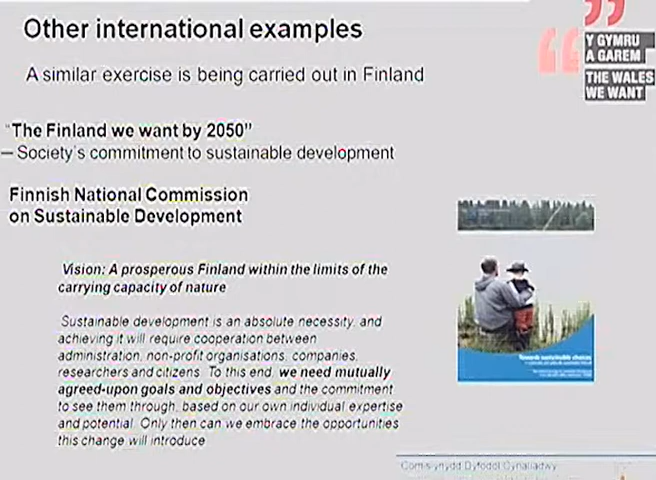 Other international examples
A similar exercise is being carried out in Finland
Y GYMRU
A GAREM
THE WALES
WE WANT
"The Finland we want by 2050"
– Society's commitment to sustainable development
Finnish National Commission
on Sustainable Development
Vision: A prosperous Finland within the limits of the
carrying capacity of nature
Sustainable development is an absolute necessity, and
achieving it will require cooperation between
administration, non-profit organisations, companies,
researchers and citizens. To this end, we need mutually
agreed-upon goals and objectives and the commitment
to see them through, based on our own individual expertise
and potential. Only then can we embrace the opportunities
this change will introduce
Towards sustainable choices
Comisiynydd Dyfodol Cynaliadwy